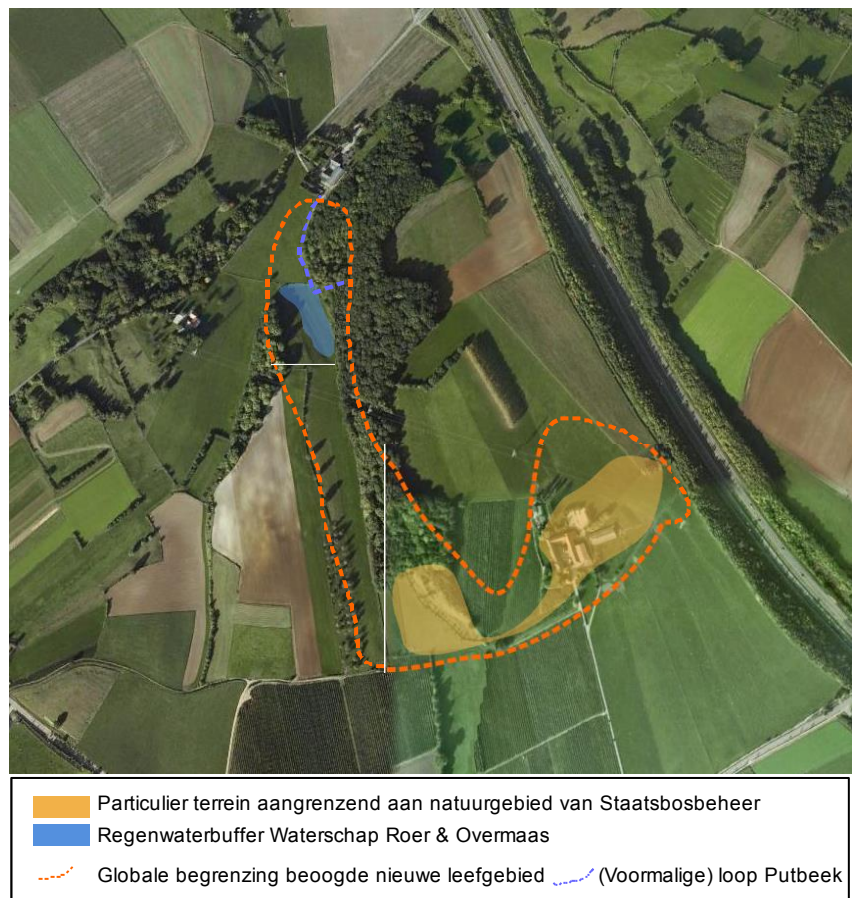 Particulier terrein aangrenzend aan natuurgebied van Staatsbosbeheer
Regenwaterbuffer Waterschap Roer & Overmaas
Globale begrenzing beoogde nieuwe leefgebied (Voormalige) loop Putbeek